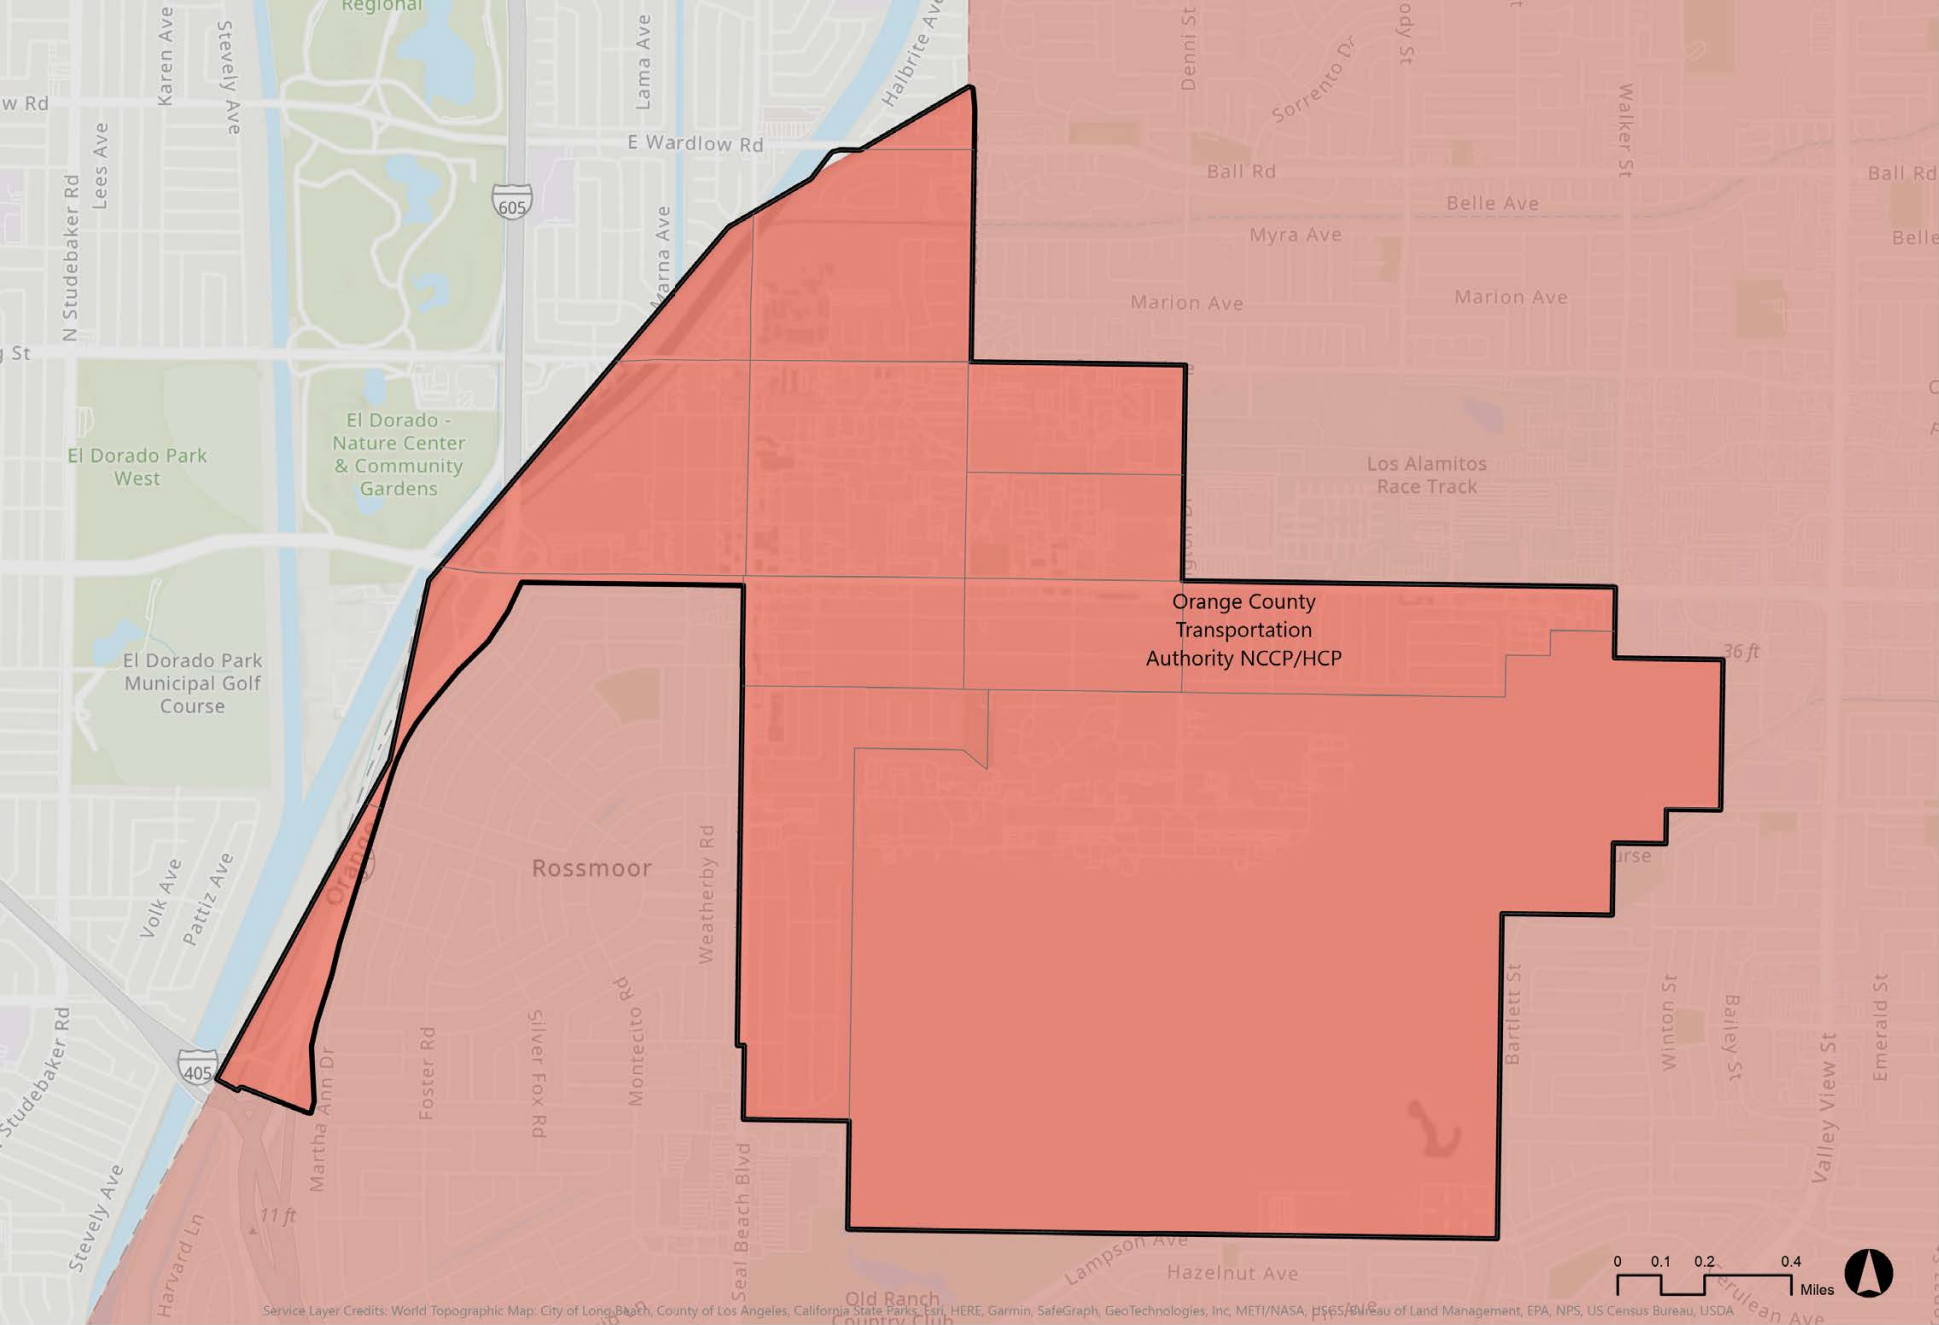 Regional
Karen Ave
Stevely Ave
Lama Ave
Halbrite Ave
Denni St
Sorrento Dr
ody St
Walker St
w Rd
Lees Ave
E Wardlow Rd
Ball Rd
Ball Rd
605
Belle Ave
Belle
Myra Ave
N Studebaker Rd
Marna Ave
Marion Ave
Marion Ave
g St
El Dorado -
Nature Center
& Community
Gardens
El Dorado Park
West
Los Alamitos
Race Track
Orange County
Transportation
Authority NCCP/HCP
36 ft
El Dorado Park
Municipal Golf
Course
Orange
Rossmoor
Weatherby Rd
urse
Volk Ave
Pattiz Ave
Bartlett St
Winton St
Bailey St
Emerald St
Valley View St
405
Studebaker Rd
Martha Ann Dr
Foster Rd
Silver Fox Rd
Montecito Rd
Seal Beach Blvd
Stevely Ave
Harvard Ln
11 ft
Lampson Ave
Hazelnut Ave
Old Ranch
Country Club
erulean Ave
0 0.1 0.2 0.4
Miles
Service Layer Credits: World Topographic Map: City of Long Beach, County of Los Angeles, California State Parks, Esri, HERE, Garmin, SafeGraph, GeoTechnologies, Inc, METI/NASA, USGS, Bureau of Land Management, EPA, NPS, US Census Bureau, USDA